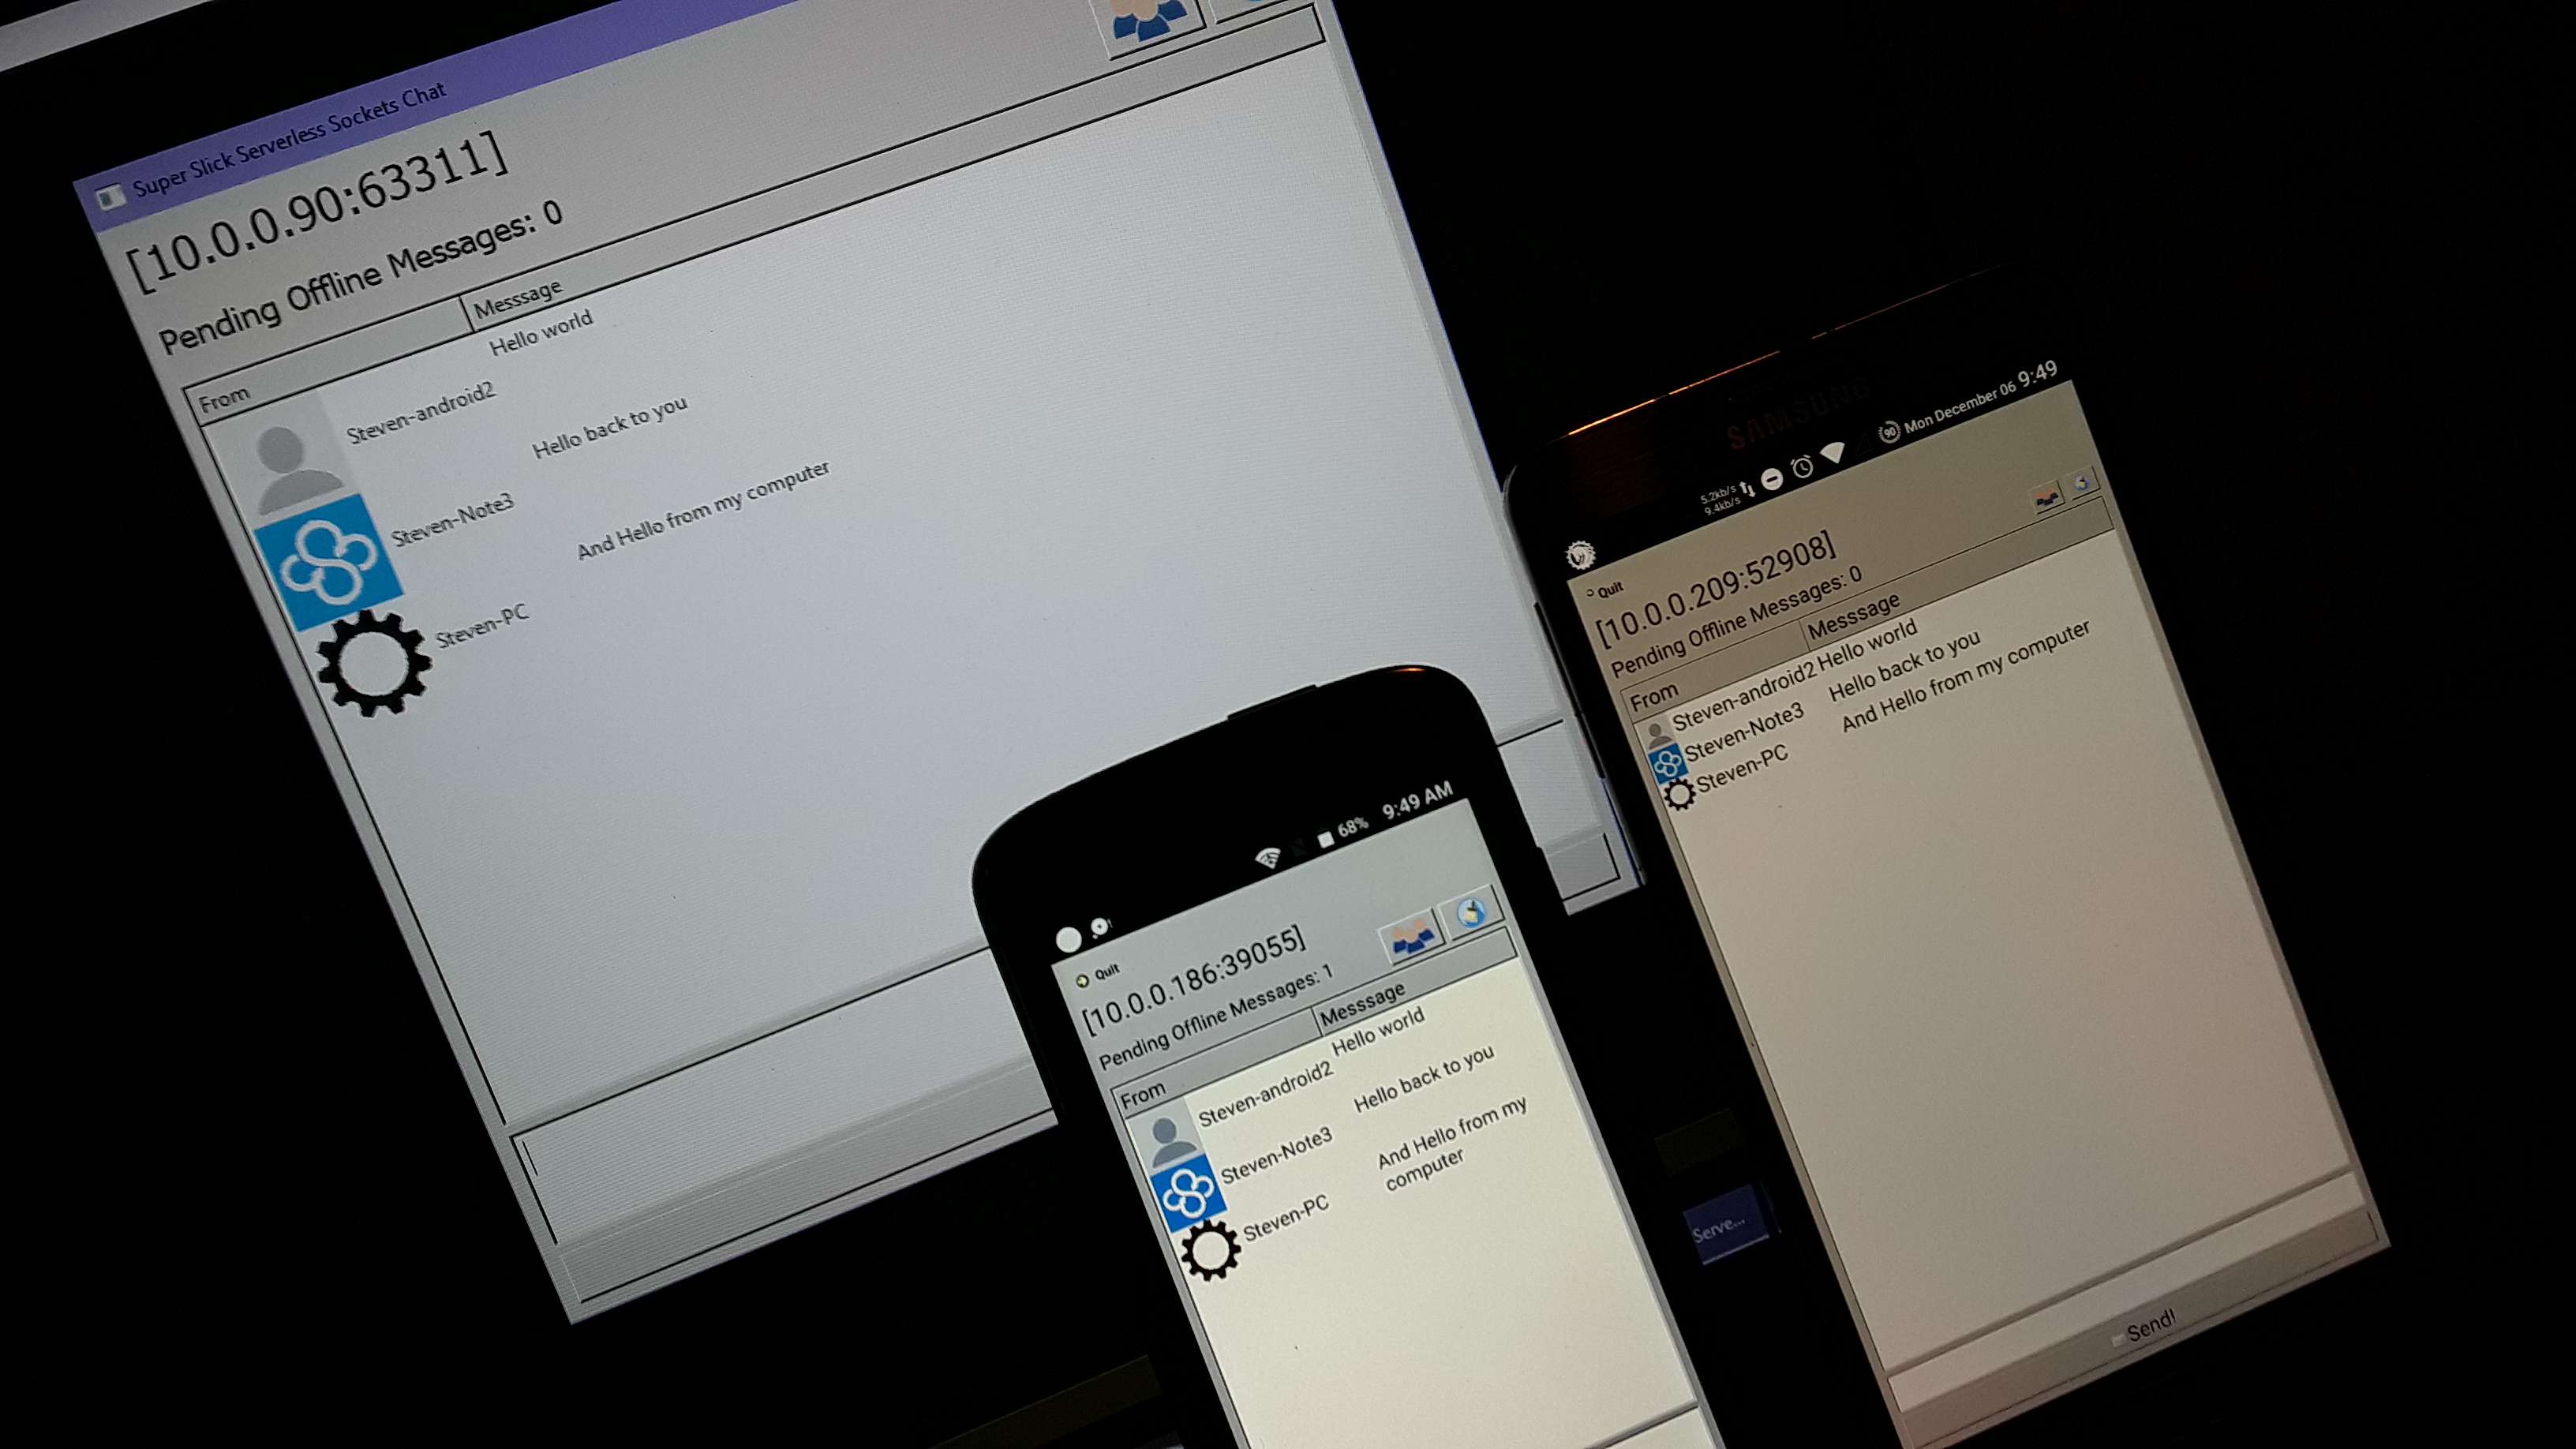 Super Slick Serverless Sockets Chat
[10.0.0.90:63311]
Pending Offline Messages: 0
From Messsage
Steven-android2 Hello world
Steven-Note3 Hello back to you
Steven-PC And Hello from my computer
SAMSUNG
5.2kb/s
9.4kb/s
90 Mon December 06 9:49
Quit
[10.0.0.209:52908]
Pending Offline Messages: 0
From Messsage
Steven-android2 Hello world
Steven-Note3 Hello back to you
Steven-PC And Hello from my computer
Send!
68% 9:49 AM
Quit
[10.0.0.186:39055]
Pending Offline Messages: 1
From Messsage
Steven-android2 Hello world
Steven-Note3 Hello back to you
Steven-PC And Hello from my
computer
Serve...